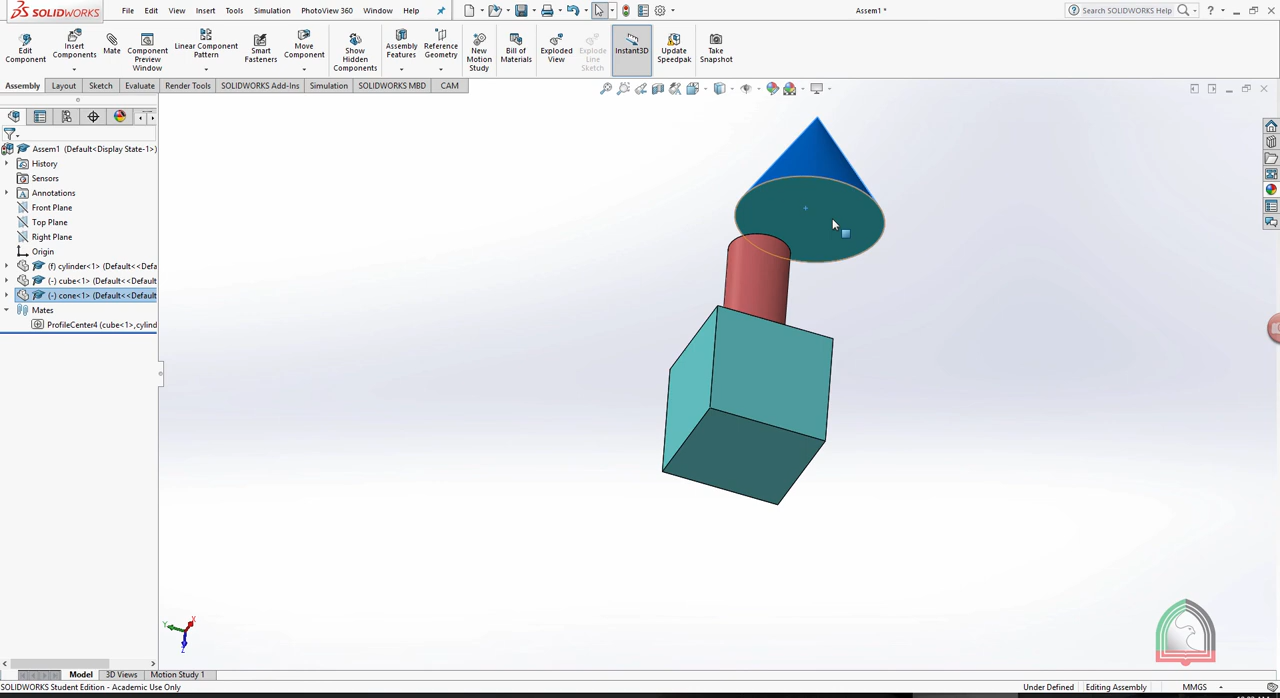 SOLIDWORKS File Edit View Insert Tools Simulation PhotoView 360 Window Help Assem1 * Search SOLIDWORKS Help
Edit Component
Insert Components
Mate
Component Preview Window
Linear Component Pattern
Smart Fasteners
Move Component
Show Hidden Components
Assembly Features
Reference Geometry
New Motion Study
Bill of Materials
Exploded View
Explode Line Sketch
Instant3D
Update Speedpak
Take Snapshot
Assembly Layout Sketch Evaluate Render Tools SOLIDWORKS Add-Ins Simulation SOLIDWORKS MBD CAM
Assem1 (Default<Display State-1>)
History
Sensors
Annotations
Front Plane
Top Plane
Right Plane
Origin
(f) cylinder<1> (Default<<Defa
(-) cube<1> (Default<<Default
(-) cone<1> (Default<<Default
Mates
ProfileCenter4 (cube<1>,cylind
Y X Z
Model 3D Views Motion Study 1
SOLIDWORKS Student Edition - Academic Use Only Under Defined Editing Assembly MMGS